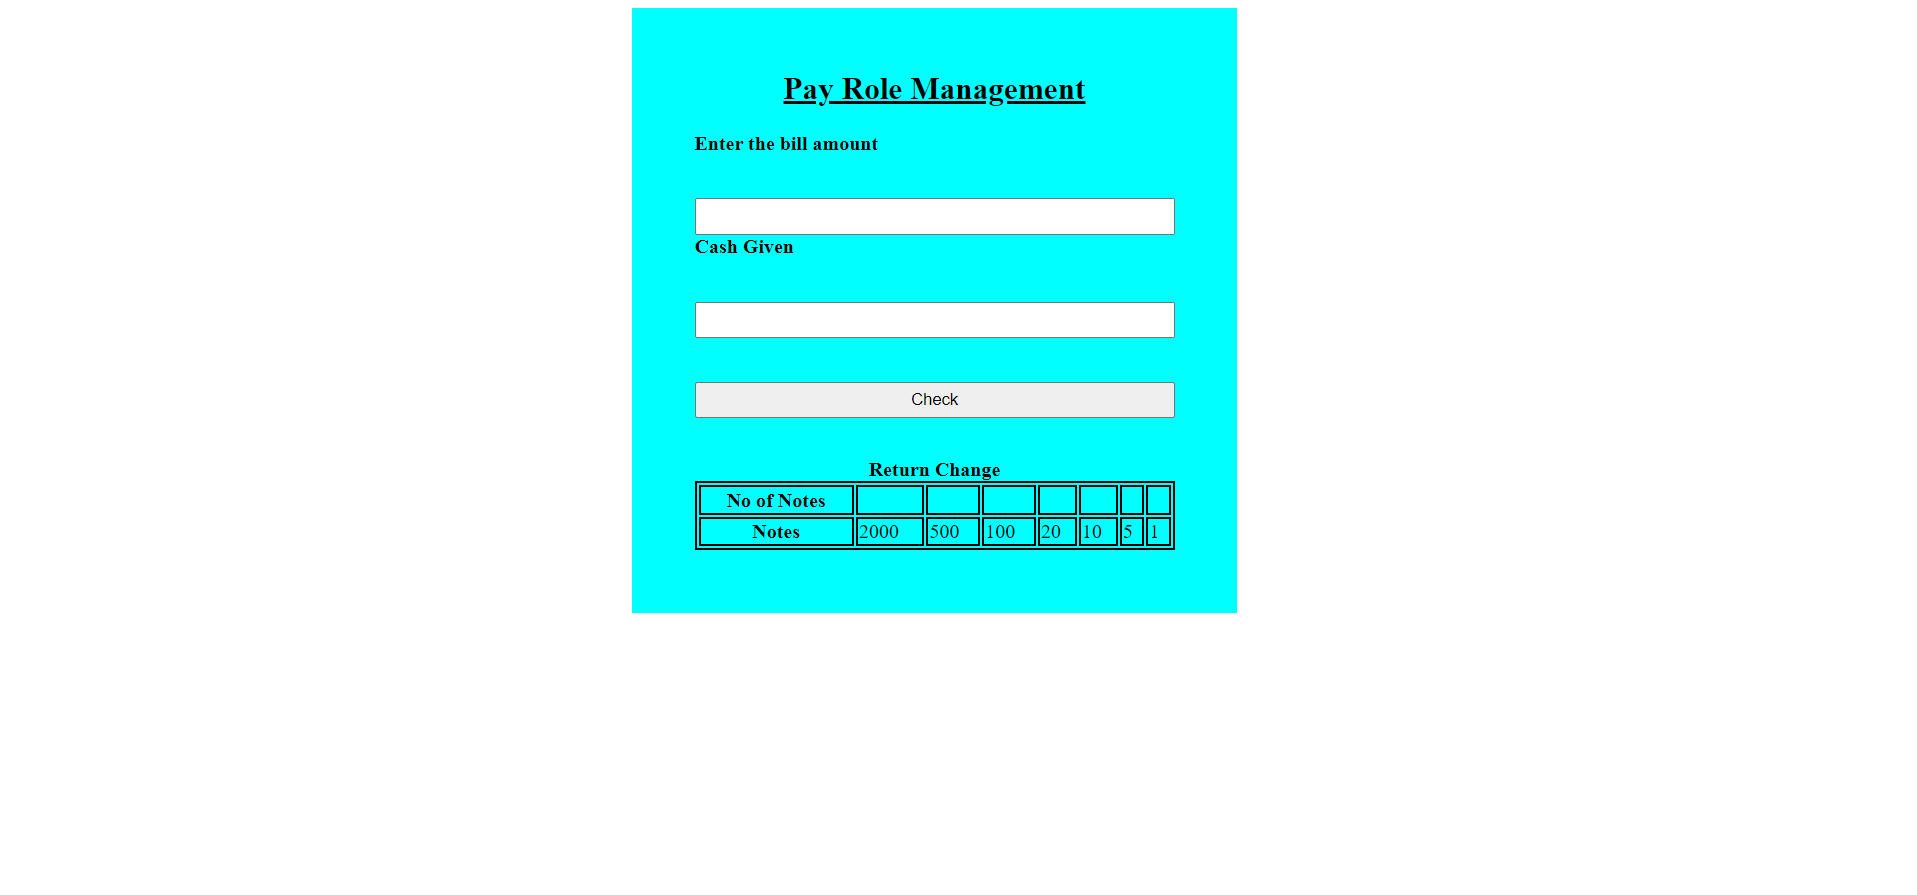 Pay Role Management
Enter the bill amount
Cash Given
Check
Return Change
No of Notes
Notes 2000 500 100 20 10 5 1